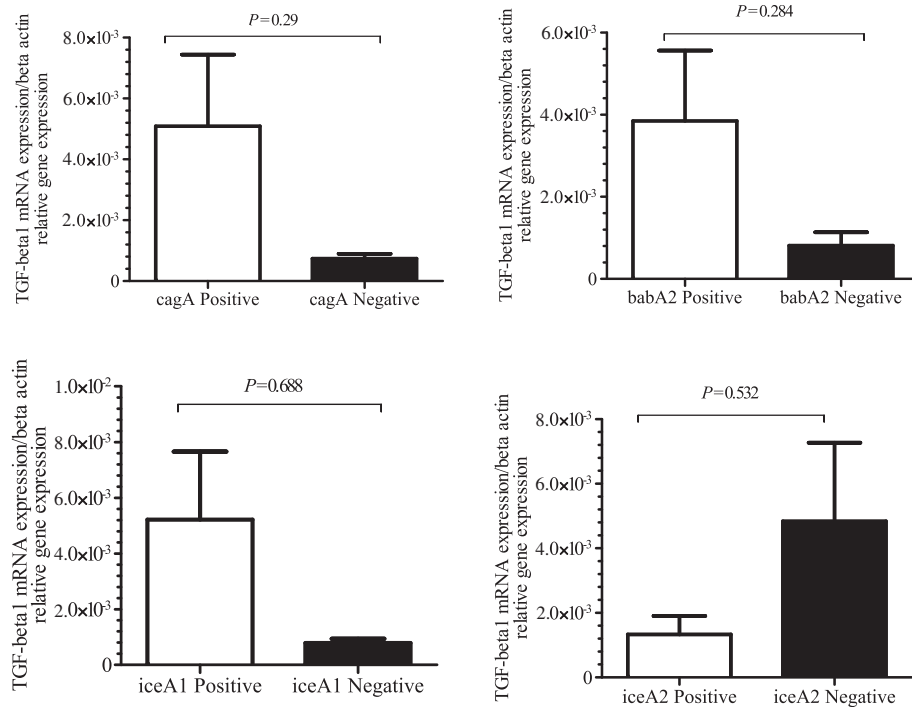 P=0.29
TGF-beta1 mRNA expression/beta actin
relative gene expression
8.0×10⁻³
6.0×10⁻³
4.0×10⁻³
2.0×10⁻³
0
cagA Positive
cagA Negative
P=0.284
TGF-beta1 mRNA expression/beta actin
relative gene expression
6.0×10⁻³
4.0×10⁻³
2.0×10⁻³
0
babA2 Positive
babA2 Negative
P=0.688
TGF-beta1 mRNA expression/beta actin
relative gene expression
1.0×10⁻²
8.0×10⁻³
6.0×10⁻³
4.0×10⁻³
2.0×10⁻³
0
iceA1 Positive
iceA1 Negative
P=0.532
TGF-beta1 mRNA expression/beta actin
relative gene expression
8.0×10⁻³
6.0×10⁻³
4.0×10⁻³
2.0×10⁻³
0
iceA2 Positive
iceA2 Negative